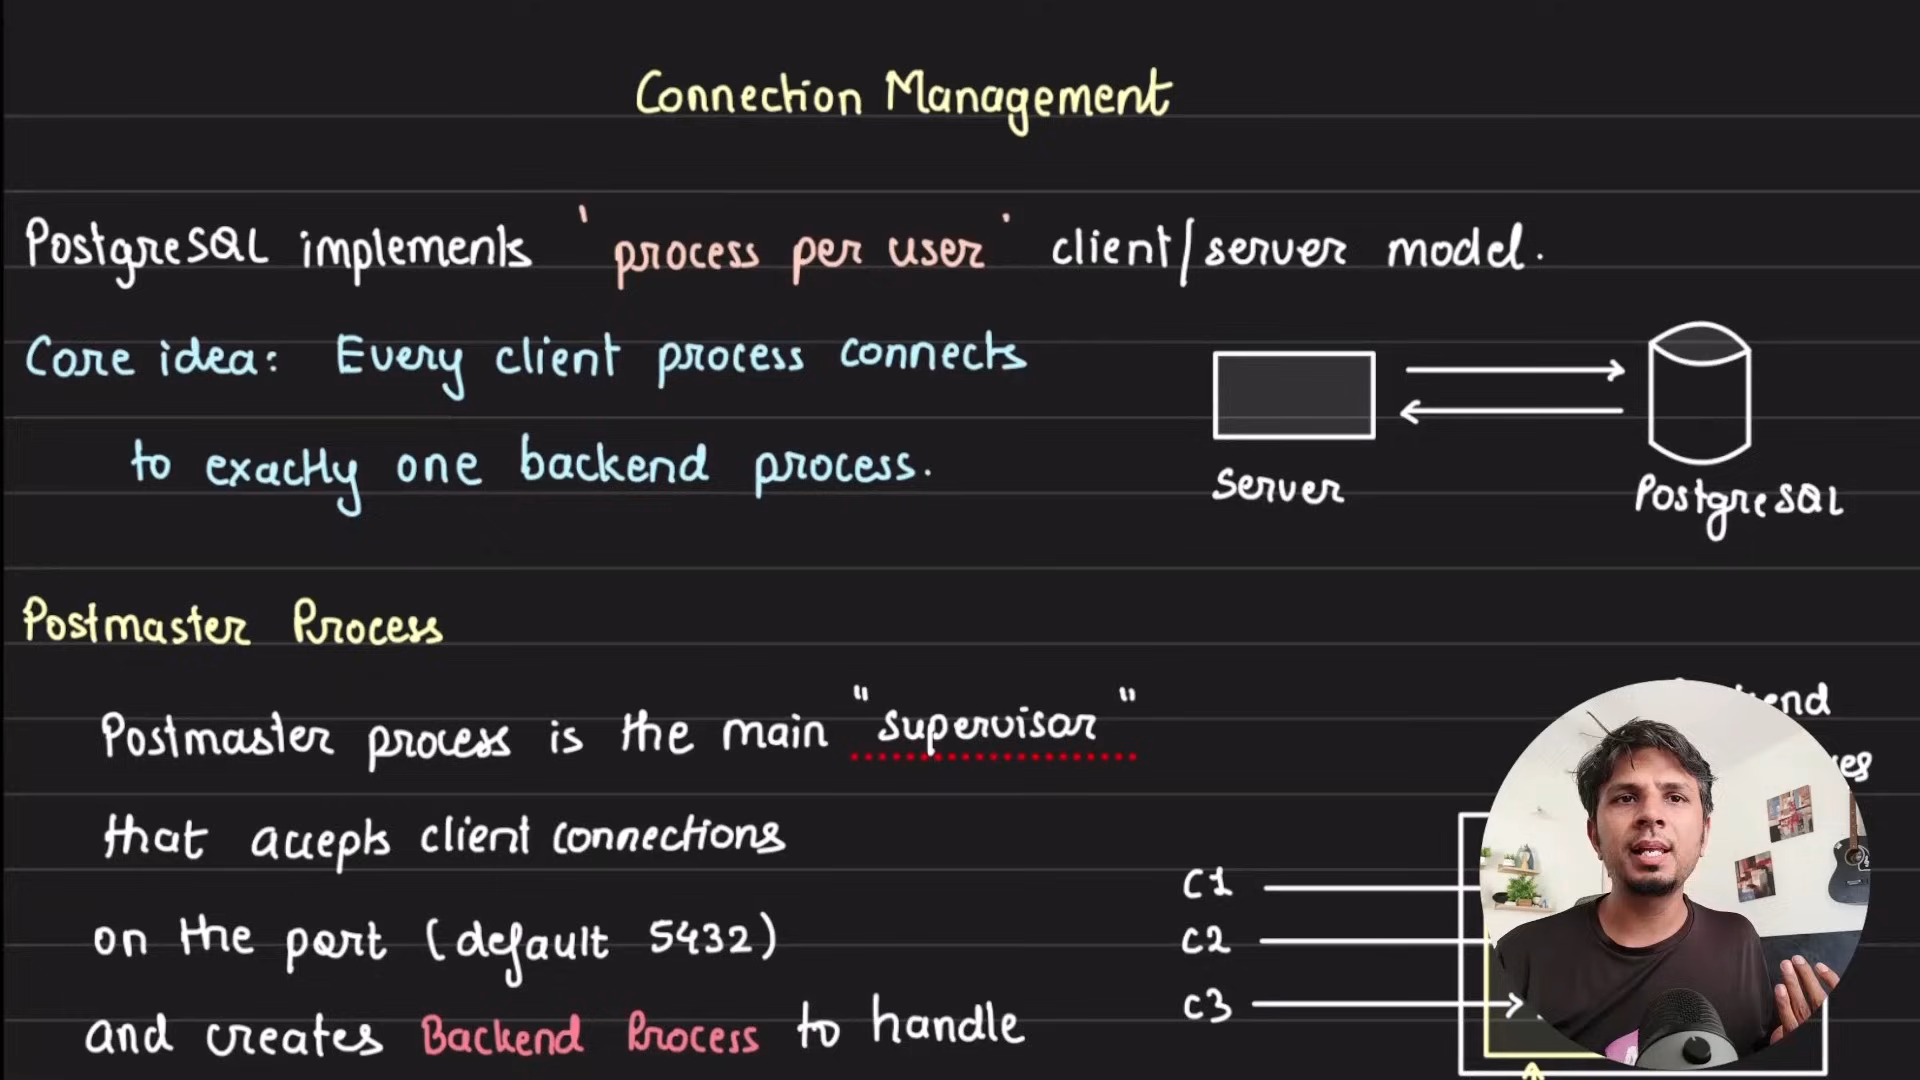 Connection Management
PostgreSQL implements 'process per user' client/server model.
Core idea: Every client process connects
to exactly one backend process.
Server
PostgreSQL
Postmaster Process
Postmaster process is the main "supervisor"
that accepts client connections
on the port (default 5432)
and creates Backend Process to handle
C1
C2
C3